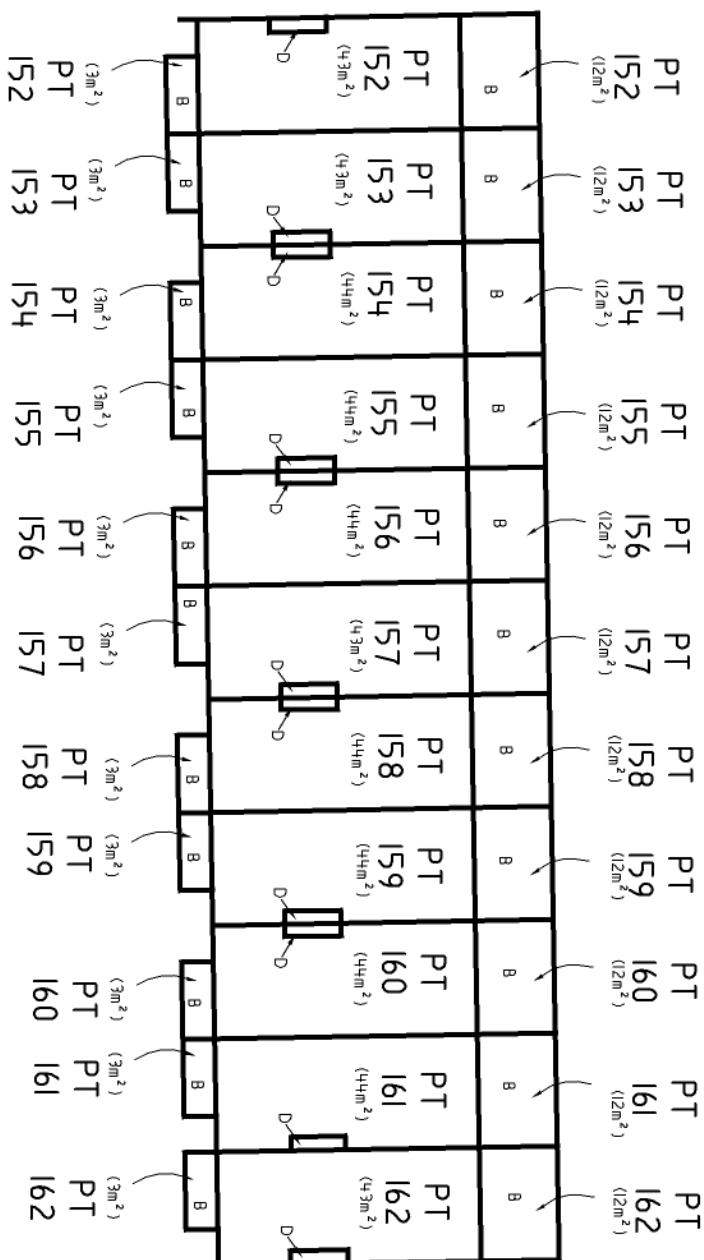 PT
152
(12m²)
B
PT
153
(12m²)
B
PT
154
(12m²)
B
PT
155
(12m²)
B
PT
156
(12m²)
B
PT
157
(12m²)
B
PT
158
(12m²)
B
PT
159
(12m²)
B
PT
160
(12m²)
B
PT
161
(12m²)
B
PT
162
(12m²)
B
PT
152
(43m²)
D
PT
153
(43m²)
D
PT
154
(44m²)
D
PT
155
(44m²)
D
PT
156
(44m²)
D
PT
157
(43m²)
D
PT
158
(44m²)
D
PT
159
(44m²)
D
PT
160
(44m²)
D
PT
161
(44m²)
D
PT
162
(43m²)
D
B
(3m²)
PT
152
B
(3m²)
PT
153
B
(3m²)
PT
154
B
(3m²)
PT
155
B
(3m²)
PT
156
B
(3m²)
PT
157
B
(3m²)
PT
158
B
(3m²)
PT
159
B
(3m²)
PT
160
B
(3m²)
PT
161
B
(3m²)
PT
162